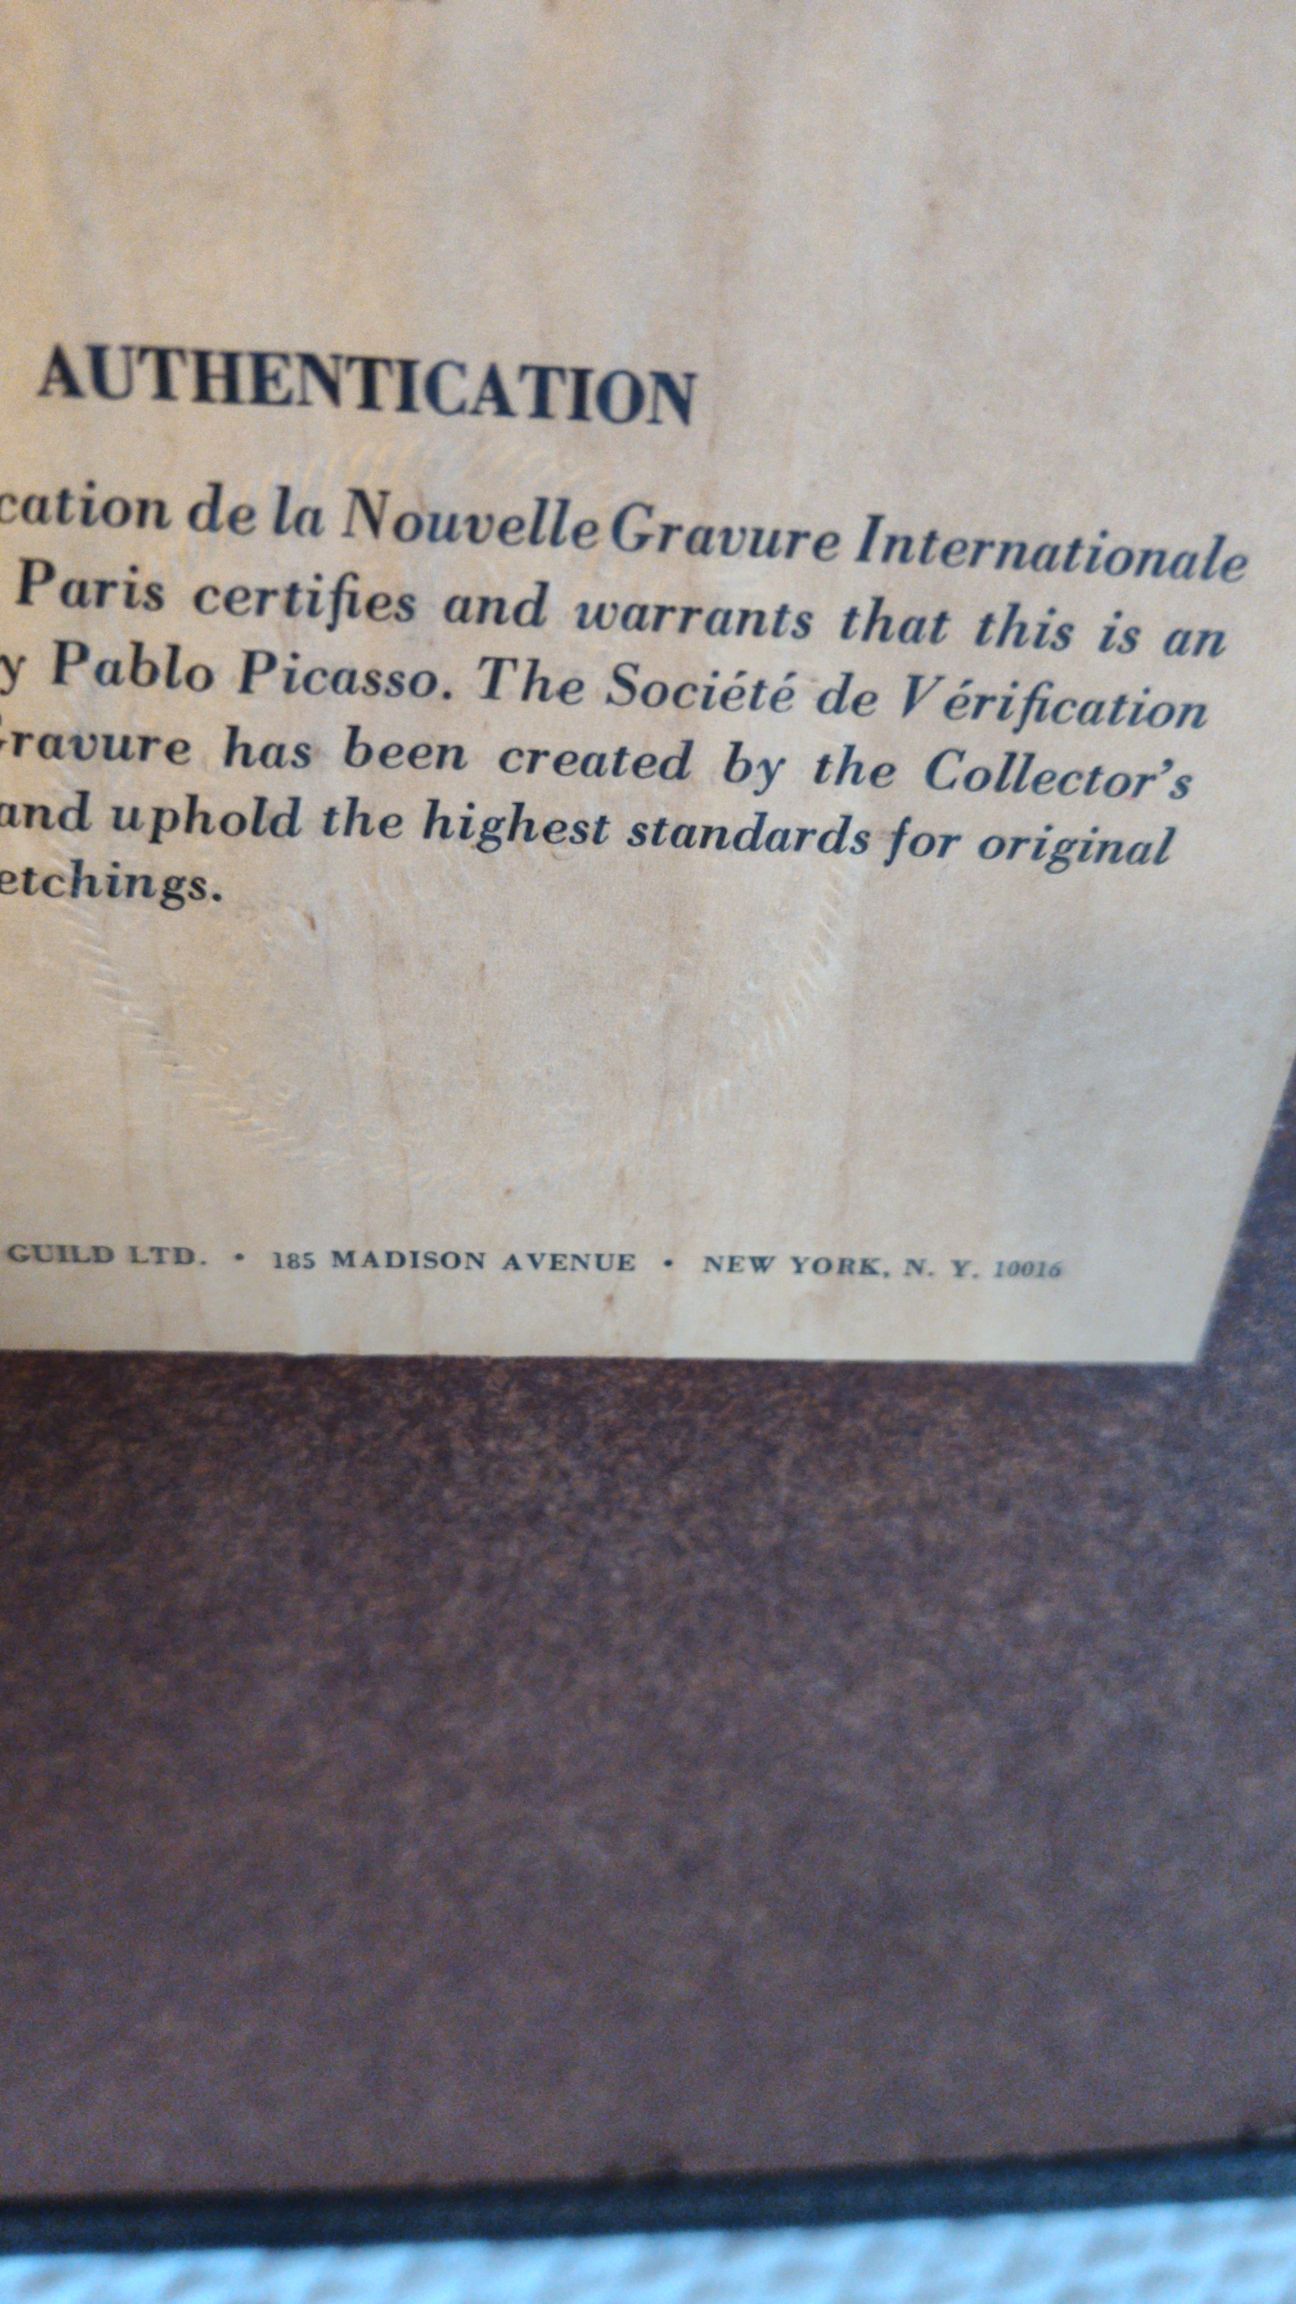 AUTHENTICATION
cation de la Nouvelle Gravure Internationale
Paris certifies and warrants that this is an
y Pablo Picasso. The Société de Vérification
Gravure has been created by the Collector's
and uphold the highest standards for original
etchings.
GUILD LTD. • 185 MADISON AVENUE • NEW YORK, N. Y. 10016